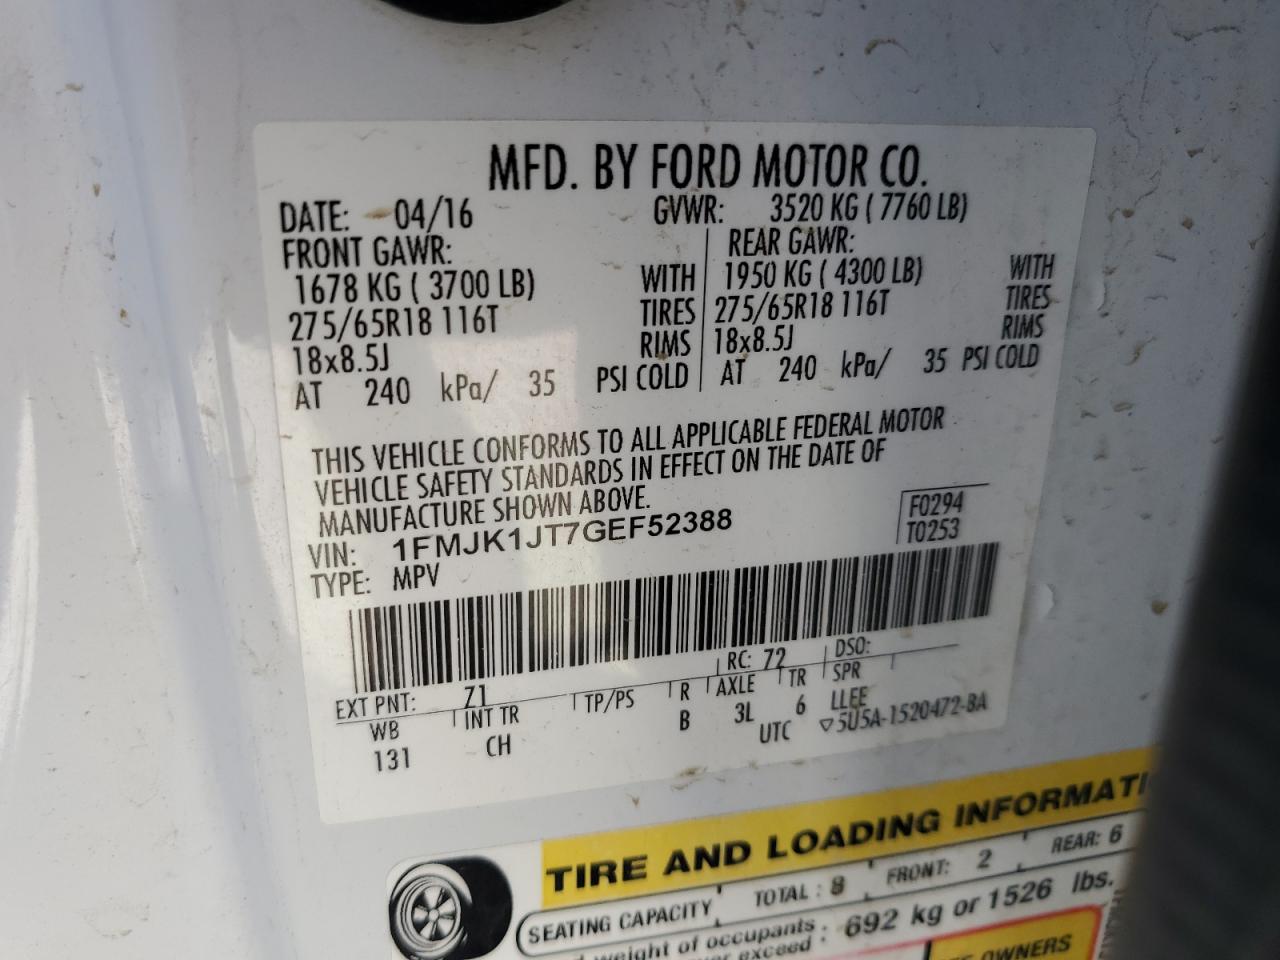 MFD. BY FORD MOTOR CO.
DATE: 04/16 GVWR: 3520 KG ( 7760 LB)
FRONT GAWR: REAR GAWR:
1678 KG ( 3700 LB) WITH 1950 KG ( 4300 LB) WITH
275/65R18 116T TIRES 275/65R18 116T TIRES
18x8.5J RIMS 18x8.5J RIMS
AT 240 kPa/ 35 PSI COLD AT 240 kPa/ 35 PSI COLD
THIS VEHICLE CONFORMS TO ALL APPLICABLE FEDERAL MOTOR
VEHICLE SAFETY STANDARDS IN EFFECT ON THE DATE OF
MANUFACTURE SHOWN ABOVE.
F0294
VIN: 1FMJK1JT7GEF52388 T0253
TYPE: MPV
EXT PNT: Z1 RC: 72 DSO:
WB INT TR TP/PS R AXLE TR SPR
131 CH B 3L 6 LLEE
UTC ▽5U5A-1520472-BA
TIRE AND LOADING INFORMATI
SEATING CAPACITY TOTAL : 8 FRONT: 2 REAR: 6
weight of occupants
exceed : 692 kg or 1526 lbs.
OWNERS